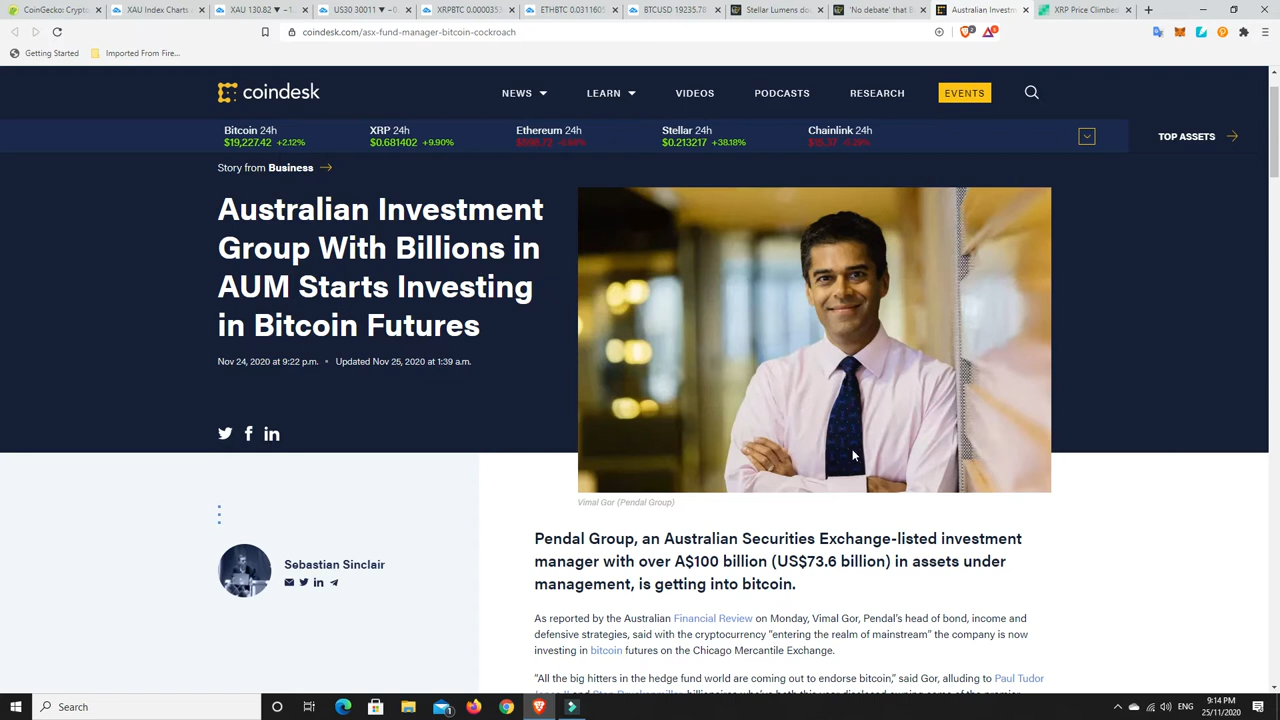 CoinGecko: Crypto
XAU Index Charts
XAU 130.82 ▼ −1.
US30 30011 ▼ −0.
XRPBTC 0.0000353
ETHBTC 0.0311605
BTCUSD 19235.78
Stellar Lumens do
'No debate' that B
Australian Investm
XRP Price Climbed
coindesk.com/asx-fund-manager-bitcoin-cockroach
Getting Started
Imported From Fire...
coindesk
NEWS
LEARN
VIDEOS
PODCASTS
RESEARCH
EVENTS
Bitcoin 24h
$19,227.42 +2.12%
XRP 24h
$0.681402 +9.90%
Ethereum 24h
Stellar 24h
$0.213217 +38.18%
Chainlink 24h
TOP ASSETS
Story from Business
Australian Investment
Group With Billions in
AUM Starts Investing
in Bitcoin Futures
Nov 24, 2020 at 9:22 p.m. • Updated Nov 25, 2020 at 1:39 a.m.
Vimal Gor (Pendal Group)
Sebastian Sinclair
Pendal Group, an Australian Securities Exchange-listed investment
manager with over A$100 billion (US$73.6 billion) in assets under
management, is getting into bitcoin.
As reported by the Australian Financial Review on Monday, Vimal Gor, Pendal's head of bond, income and
defensive strategies, said with the cryptocurrency "entering the realm of mainstream" the company is now
investing in bitcoin futures on the Chicago Mercantile Exchange.
"All the big hitters in the hedge fund world are coming out to endorse bitcoin," said Gor, alluding to Paul Tudor
Search
ENG
9:14 PM
25/11/2020